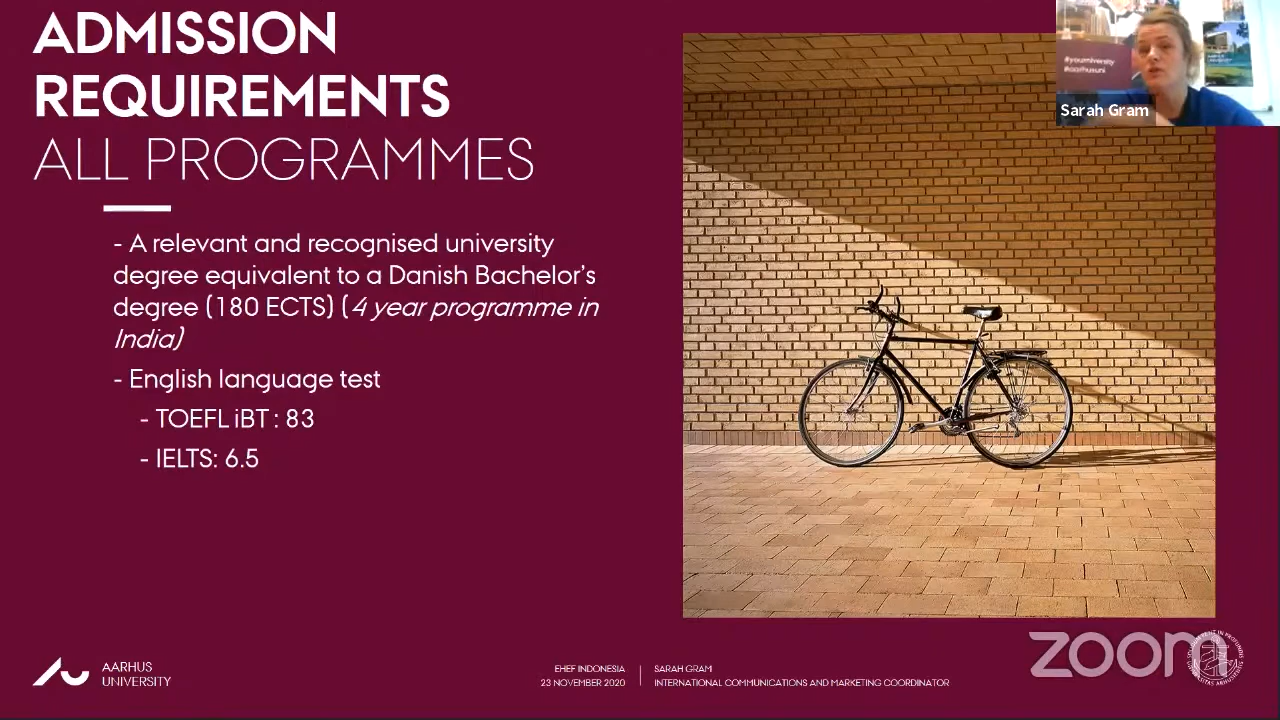 ADMISSION
REQUIREMENTS
ALL PROGRAMMES
- A relevant and recognised university
degree equivalent to a Danish Bachelor's
degree (180 ECTS) (4 year programme in
India)
- English language test
- TOEFL iBT : 83
- IELTS: 6.5
#youruniversity
#aarhusuni
Sarah Gram
AARHUS
UNIVERSITY
EHEF INDONESIA
23 NOVEMBER 2020
SARAH GRAM
INTERNATIONAL COMMUNICATIONS AND MARKETING COORDINATOR
zoom